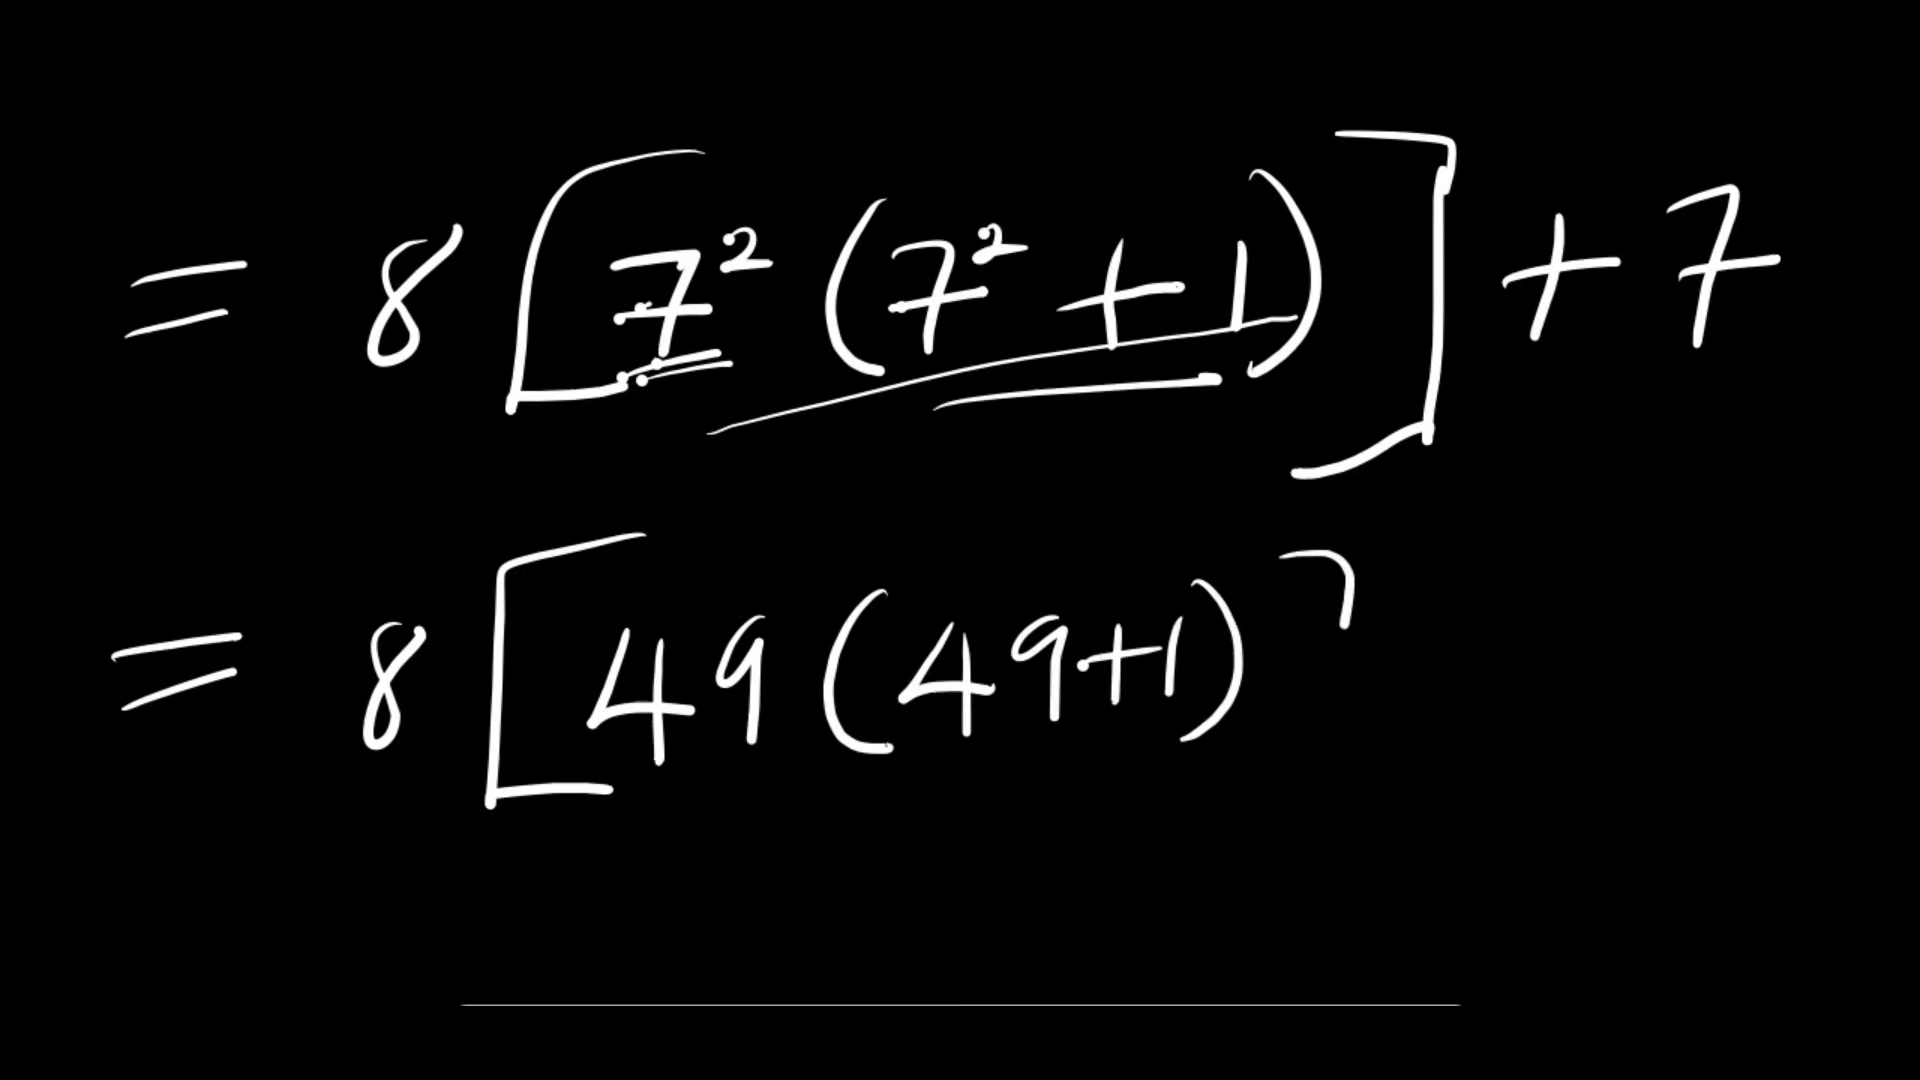 = 8 [7² (7² + 1)] + 7
= 8 [49 (49+1)